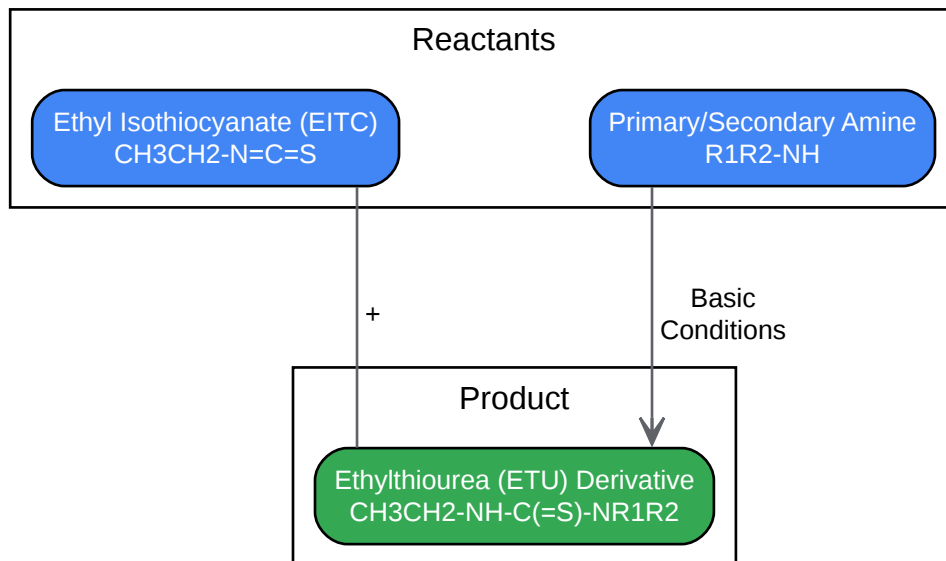 Reactants
Ethyl Isothiocyanate (EITC)
CH3CH2-N=C=S
Primary/Secondary Amine
R1R2-NH
+
Basic
Conditions
Product
Ethylthiourea (ETU) Derivative
CH3CH2-NH-C(=S)-NR1R2